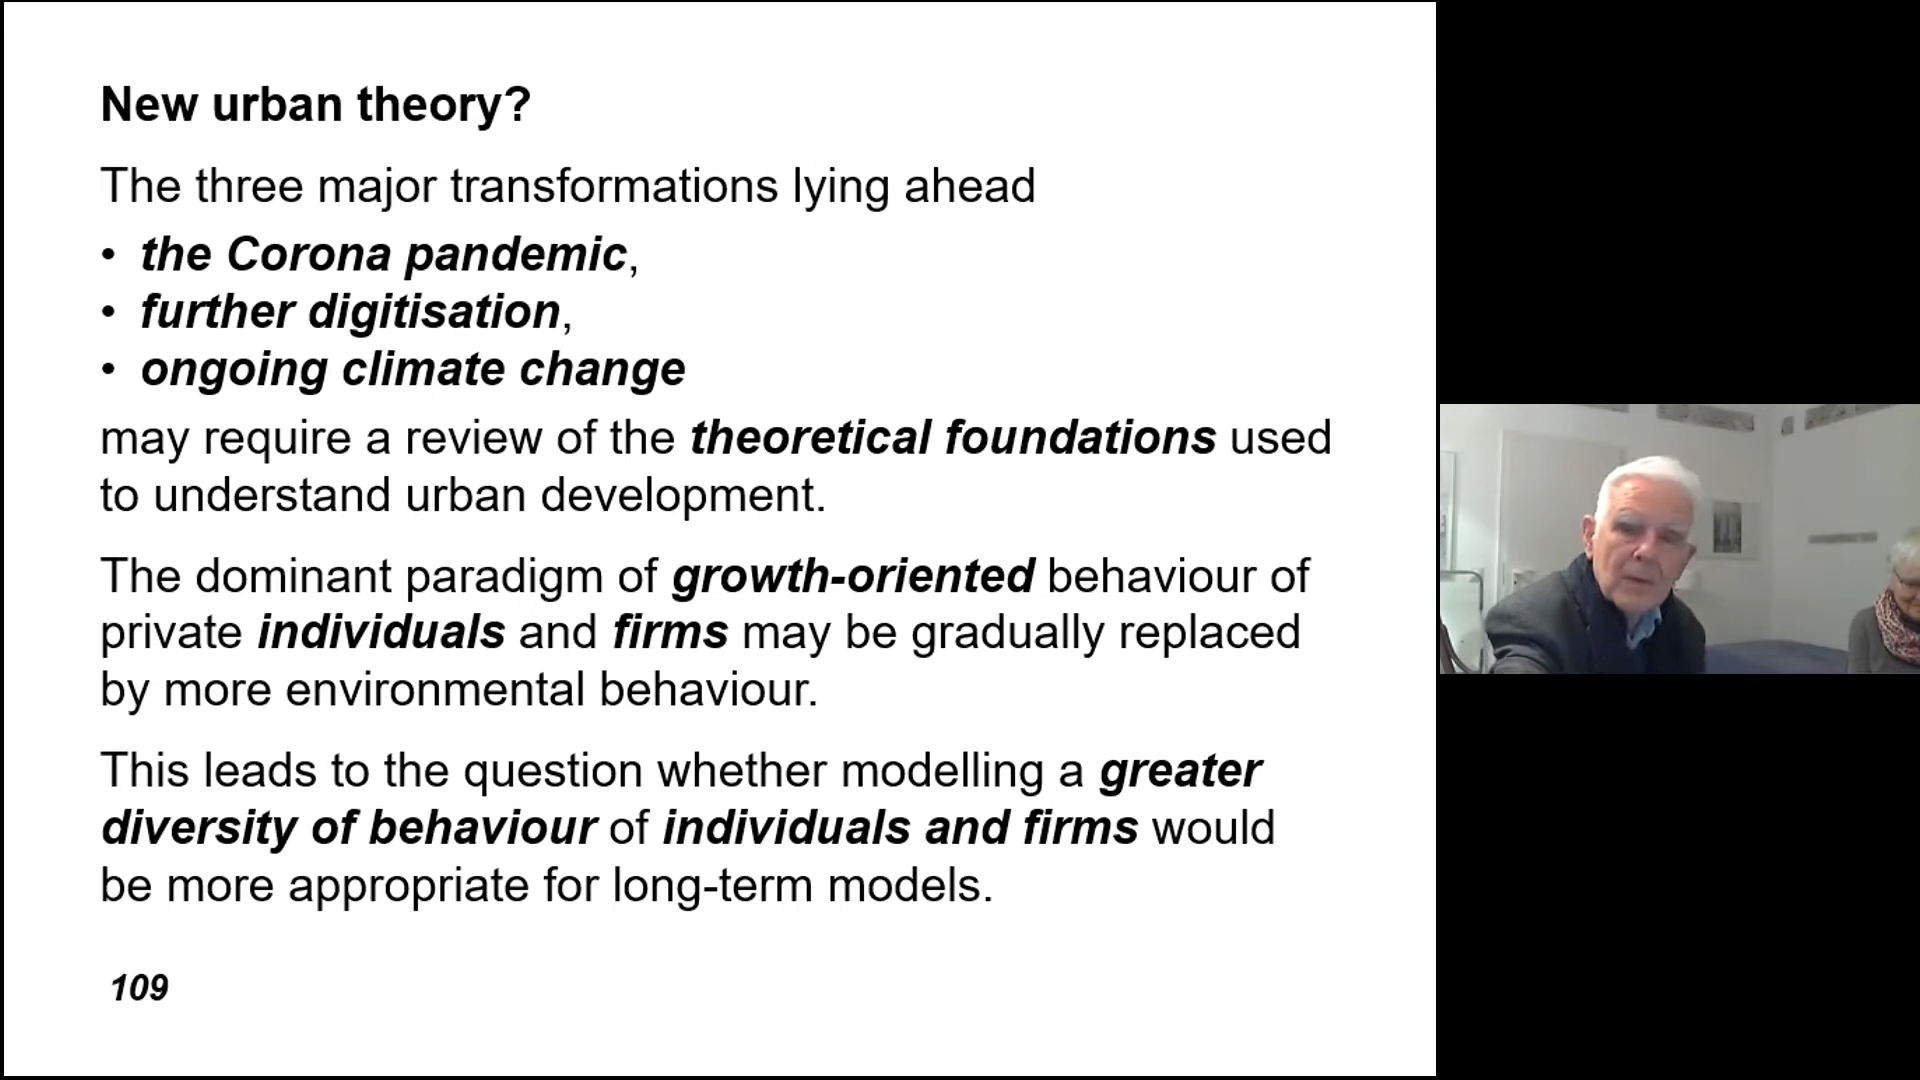 New urban theory?
The three major transformations lying ahead
• the Corona pandemic,
• further digitisation,
• ongoing climate change
may require a review of the theoretical foundations used
to understand urban development.
The dominant paradigm of growth-oriented behaviour of
private individuals and firms may be gradually replaced
by more environmental behaviour.
This leads to the question whether modelling a greater
diversity of behaviour of individuals and firms would
be more appropriate for long-term models.
109